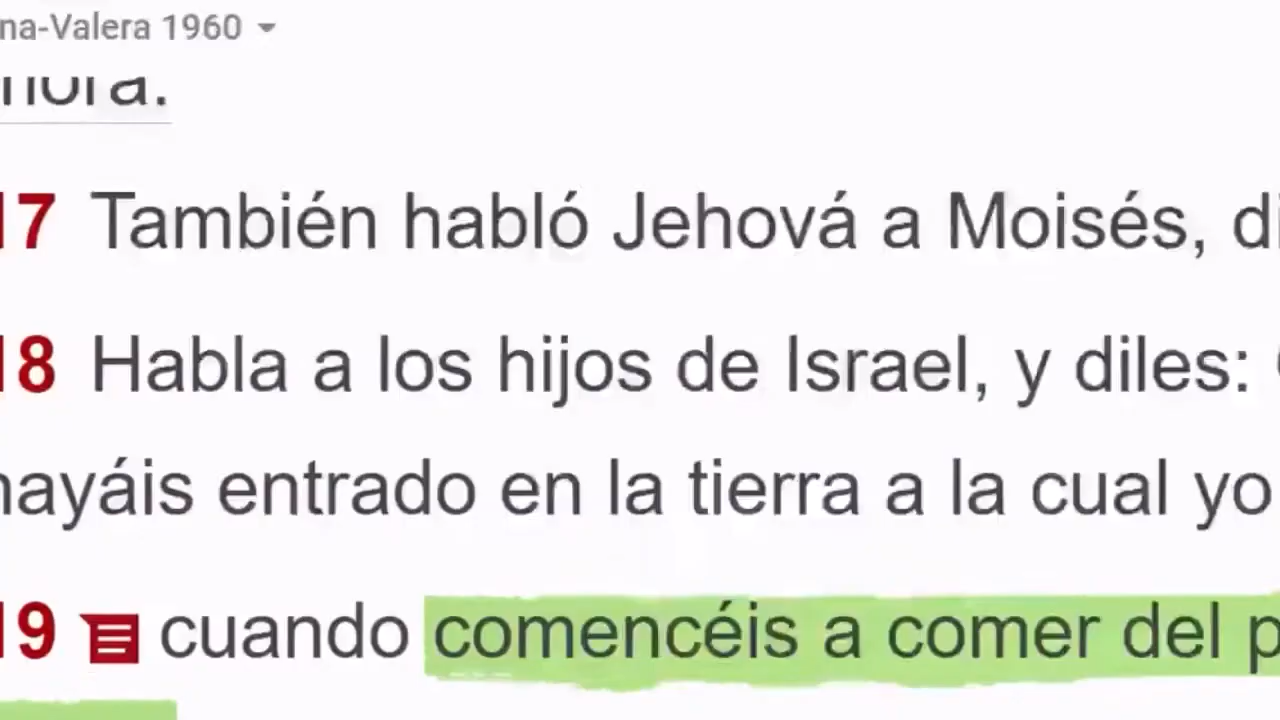 na-Valera 1960
17 También habló Jehová a Moisés,
18 Habla a los hijos de Israel, y diles:
hayáis entrado en la tierra a la cual yo
19 cuando comencéis a comer del